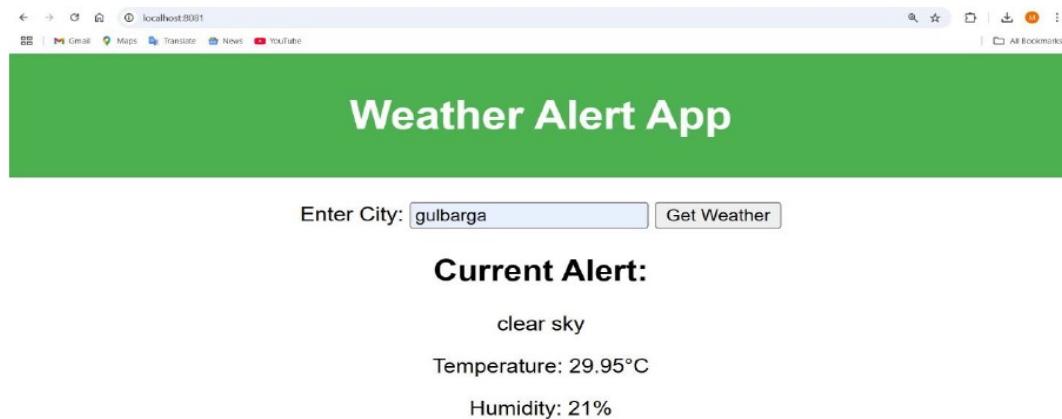 localhost:8081
Gmail Maps Translate News YouTube All Bookmarks
Weather Alert App
Enter City: gulbarga Get Weather
Current Alert:
clear sky
Temperature: 29.95°C
Humidity: 21%